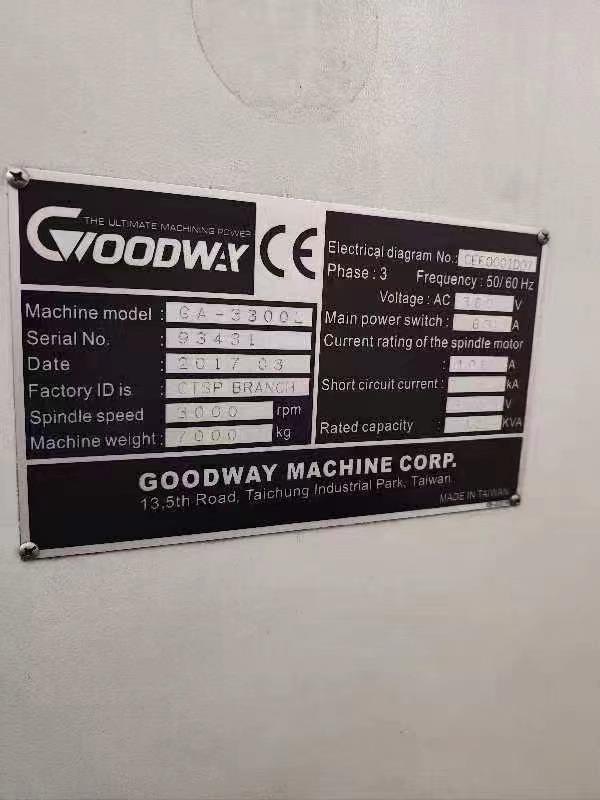 THE ULTIMATE MACHINING POWER
GOODWAY
CE
Machine model : GA-3300L
Serial No. : 93431
Date : 2017 03
Factory ID is : CTSP BRANCH
Spindle speed : 3000 rpm
Machine weight : 7000 kg
Electrical diagram No.:
Phase : 3 Frequency : 50/60 Hz
Voltage : AC V
Main power switch : A
Current rating of the spindle motor
: A
Short circuit current : kA
V
Rated capacity : KVA
GOODWAY MACHINE CORP.
13,5th Road, Taichung Industrial Park, Taiwan.
MADE IN TAIWAN